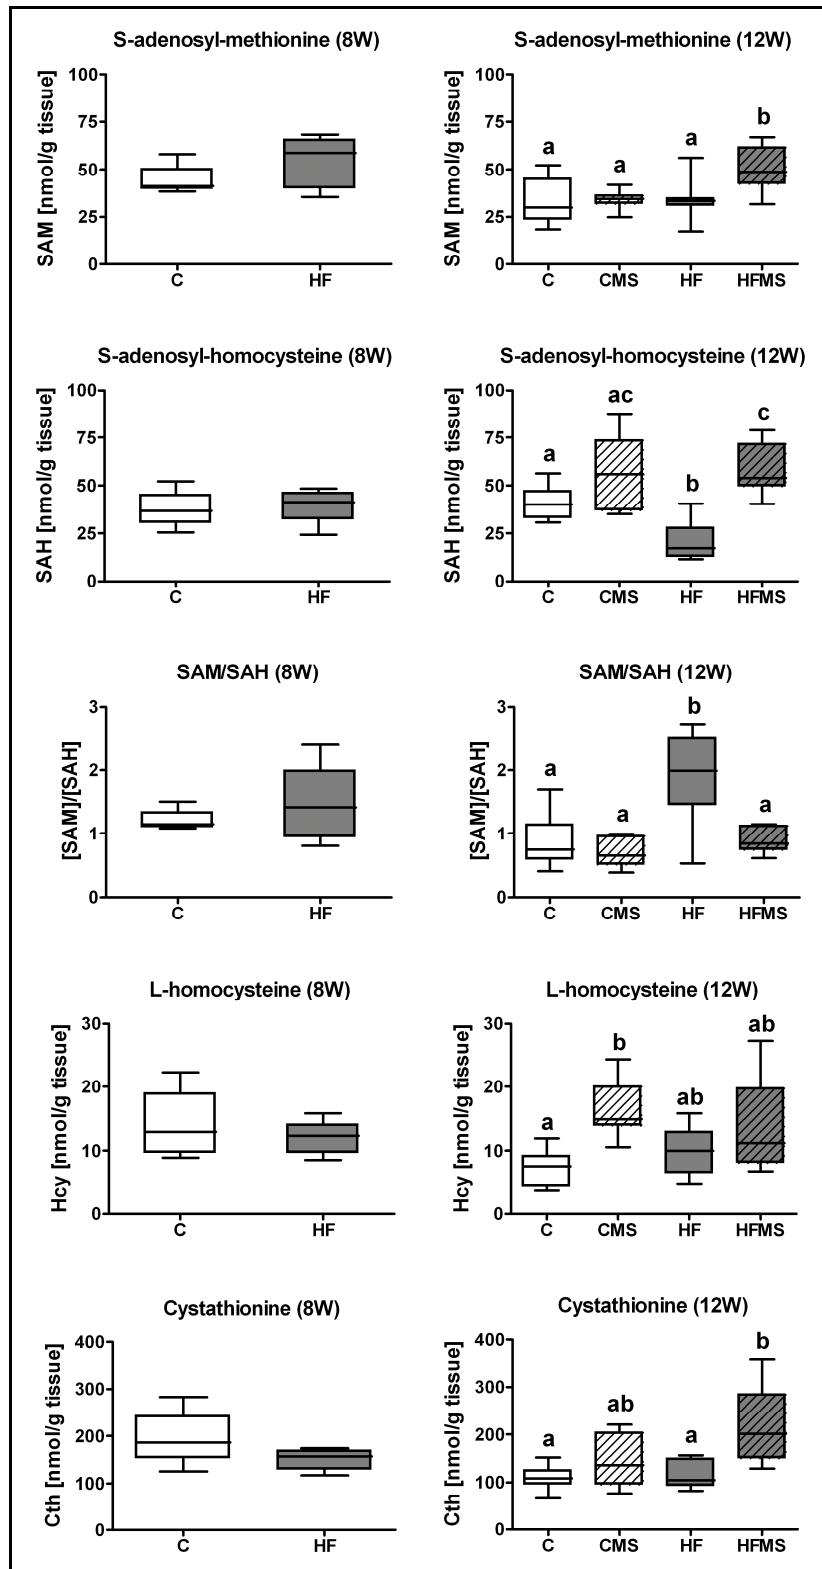 S-adenosyl-methionine (8W)
SAM [nmol/g tissue]
100
75
50
25
0
C HF
S-adenosyl-methionine (12W)
SAM [nmol/g tissue]
100
75
50
25
0
a a a b
C CMS HF HFMS
S-adenosyl-homocysteine (8W)
SAH [nmol/g tissue]
100
75
50
25
0
C HF
S-adenosyl-homocysteine (12W)
SAH [nmol/g tissue]
100
75
50
25
0
a ac b c
C CMS HF HFMS
SAM/SAH (8W)
[SAM]/[SAH]
3
2
1
0
C HF
SAM/SAH (12W)
[SAM]/[SAH]
3
2
1
0
a a b a
C CMS HF HFMS
L-homocysteine (8W)
Hcy [nmol/g tissue]
30
20
10
0
C HF
L-homocysteine (12W)
Hcy [nmol/g tissue]
30
20
10
0
a b ab ab
C CMS HF HFMS
Cystathionine (8W)
Cth [nmol/g tissue]
400
300
200
100
0
C HF
Cystathionine (12W)
Cth [nmol/g tissue]
400
300
200
100
0
a ab a b
C CMS HF HFMS